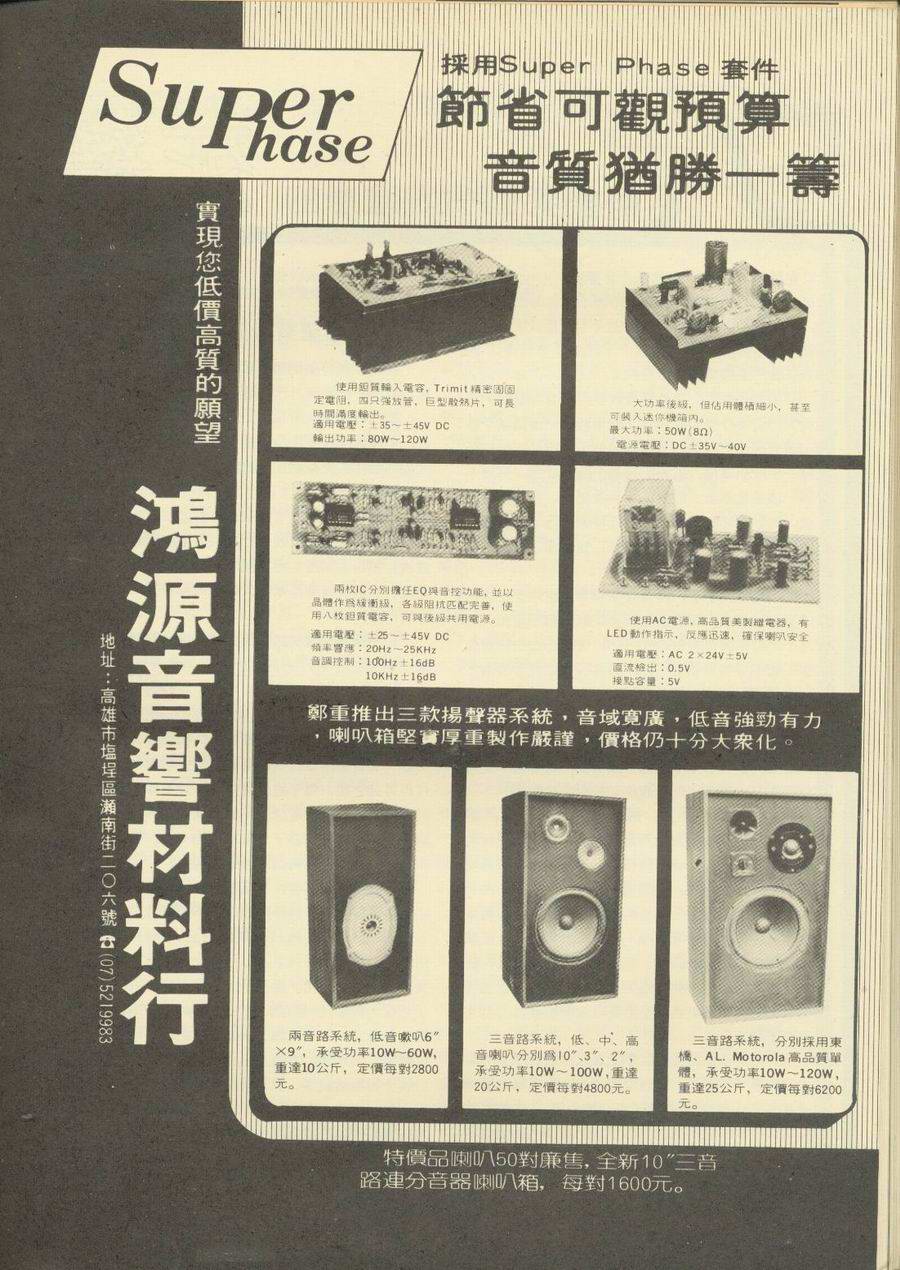 Super
Phase
採用Super Phase 套件
節省可觀預算
音質猶勝一籌
實現您低價高質的願望
鴻源音響材料行
地址：高雄市塩埕區瀨南街二〇六號☎(07)5219983
使用鉭質輸入電容，Trimit精密固
定電阻，四只強放管，巨型散熱片，可長
時間滿度輸出。
適用電壓：±35～±45V DC
輸出功率：80W～120W
大功率後級，但佔用體積細小，甚至
可裝入迷你機箱內。
最大功率：50W(8Ω)
電源電壓：DC±35V～40V
兩枚IC分別擔任EQ與音控功能，並以
晶體作爲緩衝級，各級阻抗匹配完善，使
用八枚鉭質電容，可與後級共用電源。
適用電壓：±25～±45V DC
頻率響應：20Hz～25KHz
音調控制：100Hz±16dB
10KHz±16dB
使用AC電源，高品質美製繼電器，有
LED動作指示，反應迅速，確保喇叭安全
適用電壓：AC 2×24V±5V
直流檢出：0.5V
接點容量：5V
鄭重推出三款揚聲器系統，音域寬廣，低音強勁有力
，喇叭箱堅實厚重製作嚴謹，價格仍十分大衆化。
兩音路系統，低音喇叭6″
×9″，承受功率10W～60W，
重達10公斤，定價每對2800
元。
三音路系統，低、中、高
音喇叭分別爲10″.3″、2″，
承受功率10W～100W，重達
20公斤，定價每對4800元。
三音路系統，分別採用東
橋、AL. Motorola高品質單
體，承受功率10W～120W，
重達25公斤，定價每對6200
元。
特價品喇叭50對廉售，全新10″三音
路連分音器喇叭箱，每對1600元。